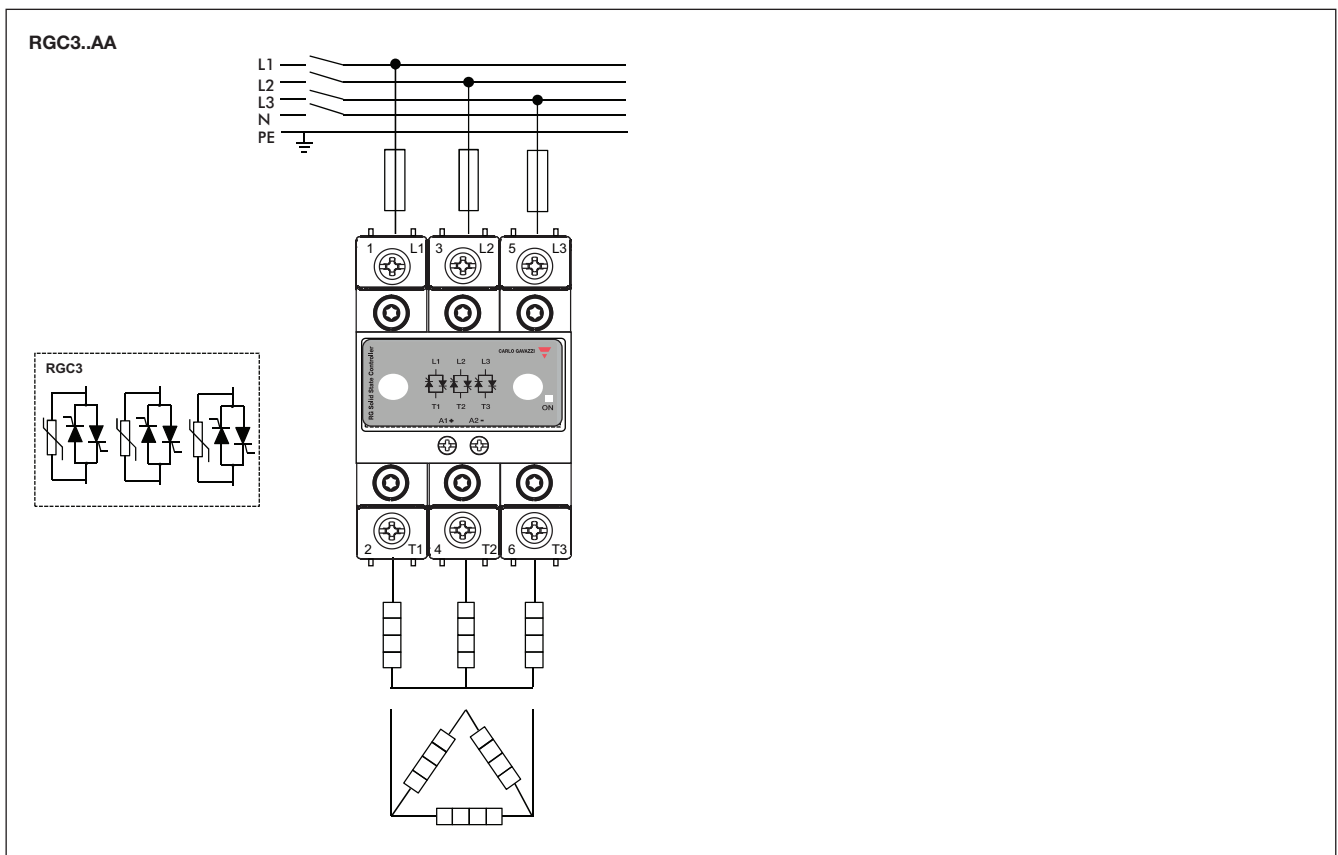 RGC3..AA
L1
L2
L3
N
PE
1 L1 3 L2 5 L3
RG Solid State Controller
CARLO GAVAZZI
L1 L2 L3
T1 T2 T3
ON
A1+ A2-
RGC3
2 T1 4 T2 6 T3